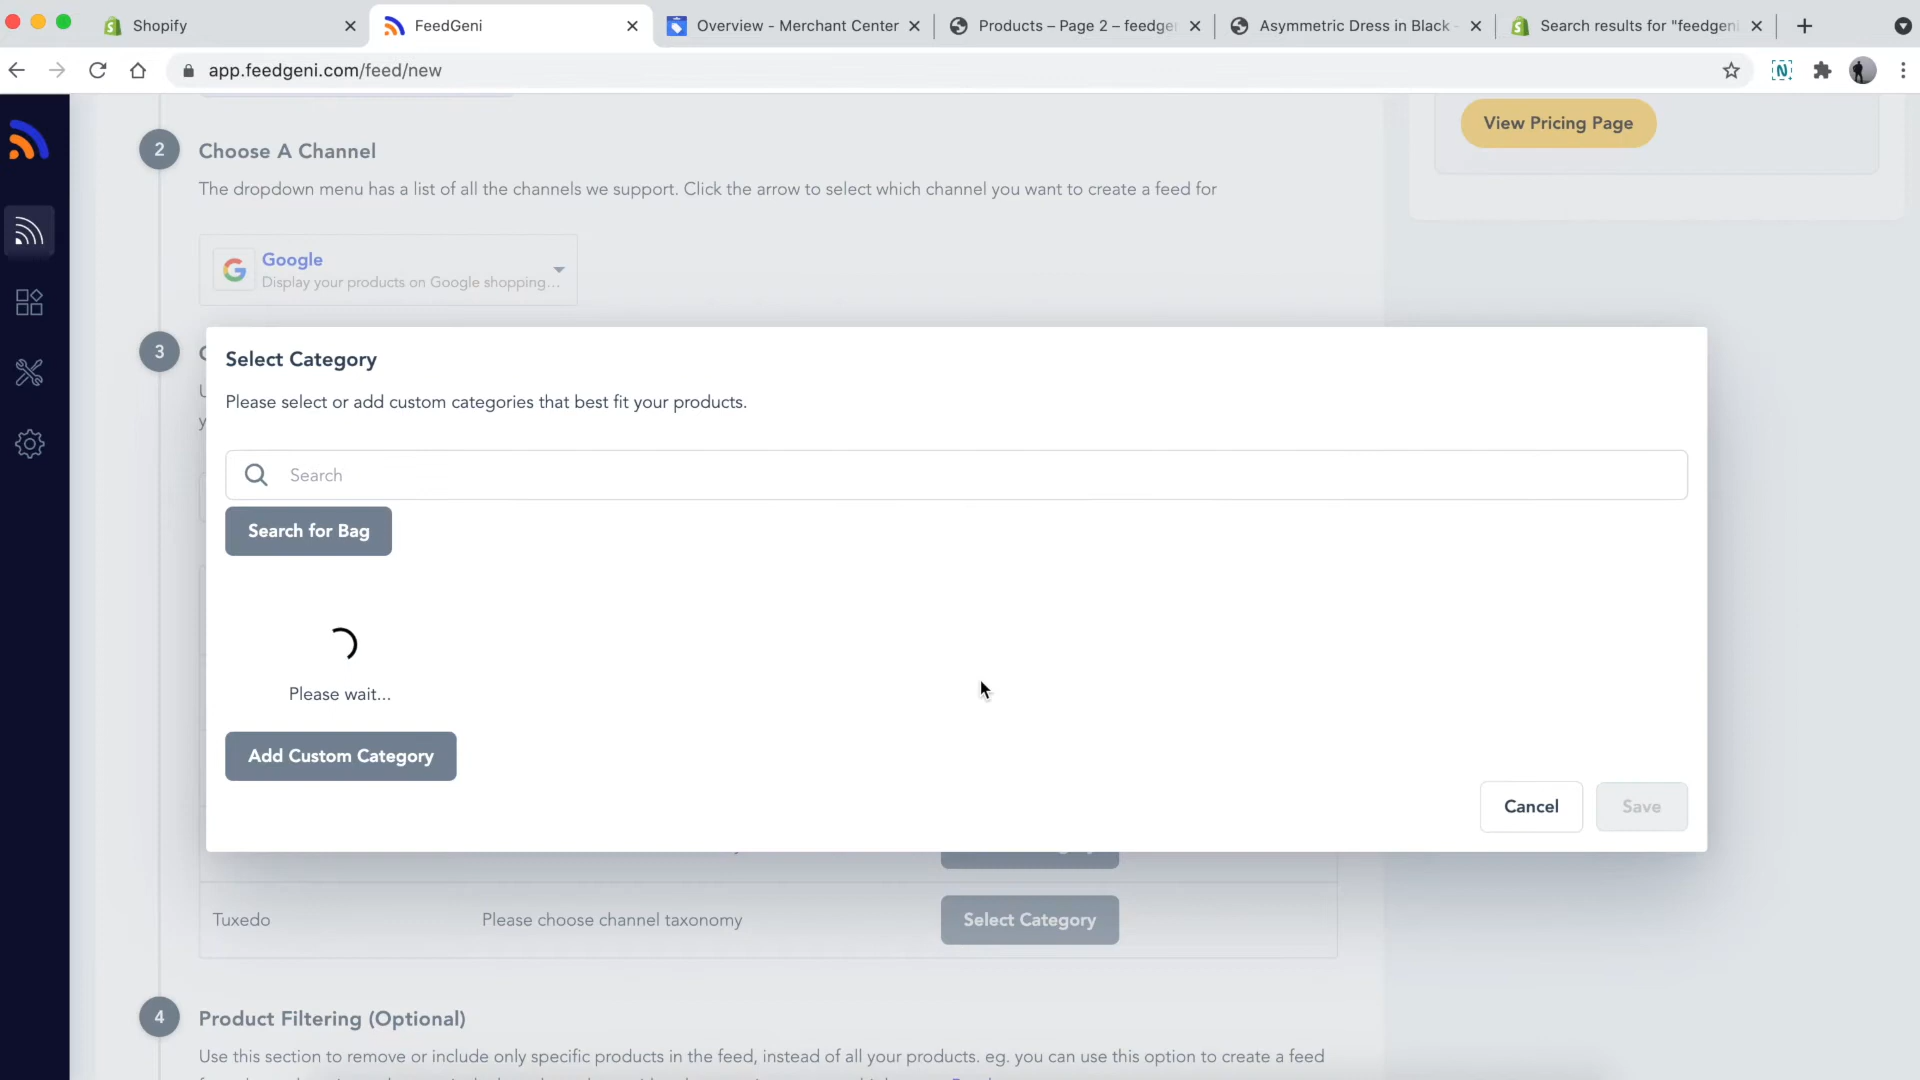 Shopify
FeedGeni
Overview - Merchant Center
Products – Page 2 – feedge
Asymmetric Dress in Black -
Search results for "feedgeni
app.feedgeni.com/feed/new
View Pricing Page
2
Choose A Channel
The dropdown menu has a list of all the channels we support. Click the arrow to select which channel you want to create a feed for
Google
Display your products on Google shopping...
3
Select Category
Please select or add custom categories that best fit your products.
Search
Search for Bag
Please wait...
Add Custom Category
Cancel
Save
Tuxedo
Please choose channel taxonomy
Select Category
4
Product Filtering (Optional)
Use this section to remove or include only specific products in the feed, instead of all your products. eg. you can use this option to create a feed